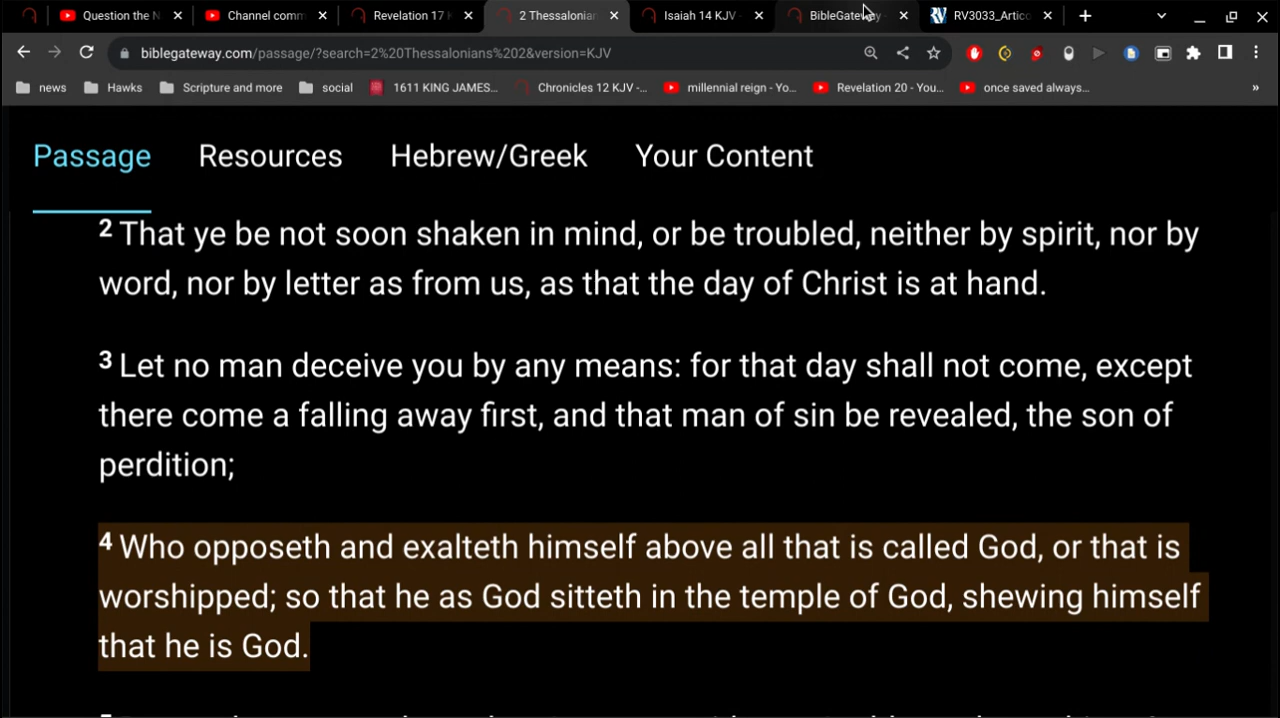 Question the N
Channel comm
Revelation 17 K
2 Thessalonian
Isaiah 14 KJV -
BibleGateway -
RV3033_Artico
biblegateway.com/passage/?search=2%20Thessalonians%202&version=KJV
news
Hawks
Scripture and more
social
1611 KING JAMES...
Chronicles 12 KJV -...
millennial reign - Yo...
Revelation 20 - You...
once saved always...
»
Passage Resources Hebrew/Greek Your Content
2 That ye be not soon shaken in mind, or be troubled, neither by spirit, nor by
word, nor by letter as from us, as that the day of Christ is at hand.
3 Let no man deceive you by any means: for that day shall not come, except
there come a falling away first, and that man of sin be revealed, the son of
perdition;
4 Who opposeth and exalteth himself above all that is called God, or that is
worshipped; so that he as God sitteth in the temple of God, shewing himself
that he is God.